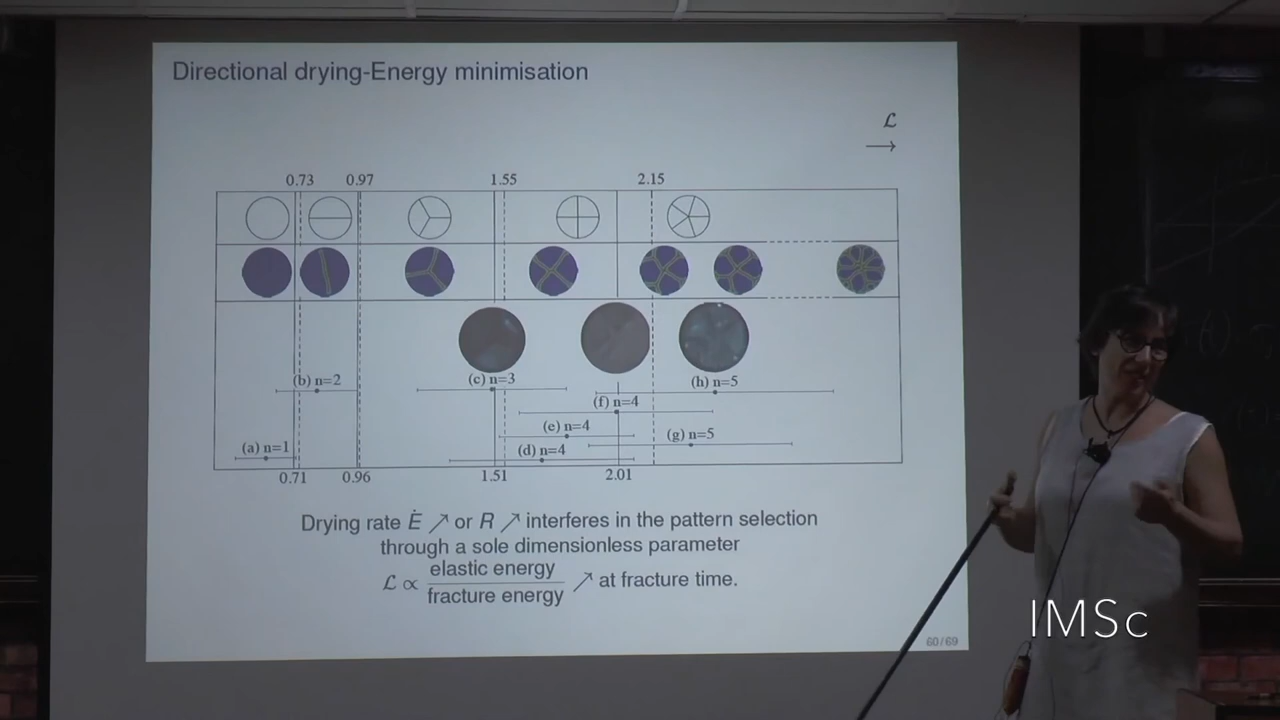 Directional drying-Energy minimisation
ℒ
→
0.73 0.97 1.55 2.15
(b) n=2 (c) n=3 (h) n=5
(f) n=4
(e) n=4 (g) n=5
(a) n=1 (d) n=4
0.71 0.96 1.51 2.01
Drying rate Ė ↗ or R ↗ interferes in the pattern selection
through a sole dimensionless parameter
ℒ ∝ elastic energy / fracture energy ↗ at fracture time.
60/69
IMSc